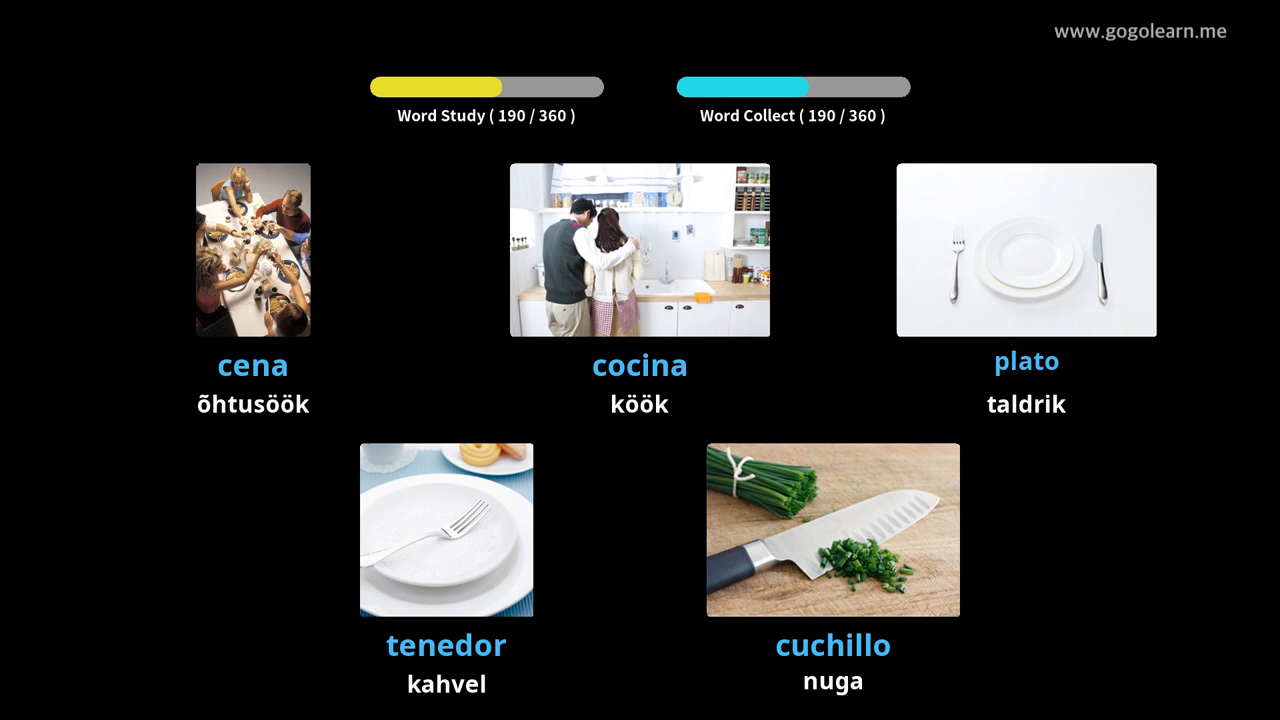 www.gogolearn.me
Word Study ( 190 / 360 )
Word Collect ( 190 / 360 )
cena
õhtusöök
cocina
köök
plato
taldrik
tenedor
kahvel
cuchillo
nuga